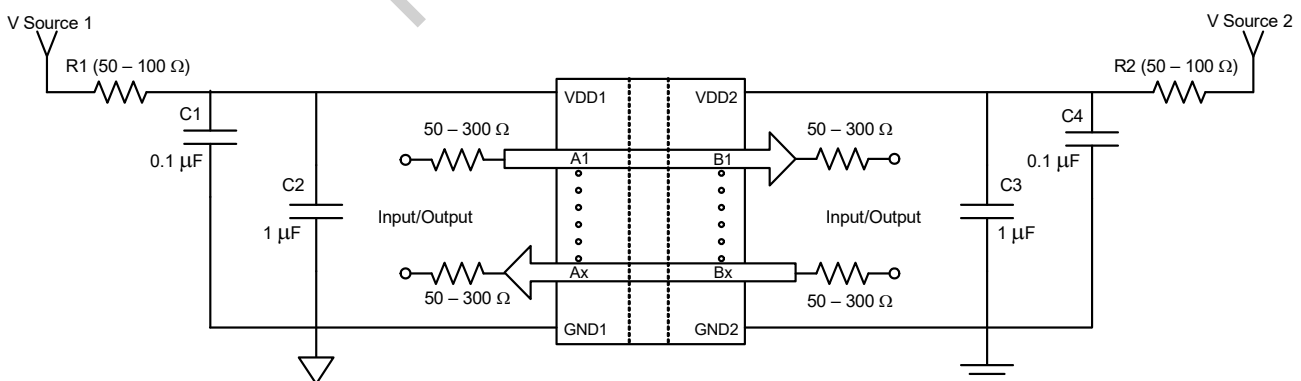 V Source 1
V Source 2
R1 (50 – 100 Ω)
R2 (50 – 100 Ω)
C1
VDD1
VDD2
C4
50 – 300 Ω
50 – 300 Ω
0.1 μF
A1
B1
0.1 μF
C2
C3
Input/Output
Input/Output
1 μF
1 μF
Ax
Bx
50 – 300 Ω
50 – 300 Ω
GND1
GND2